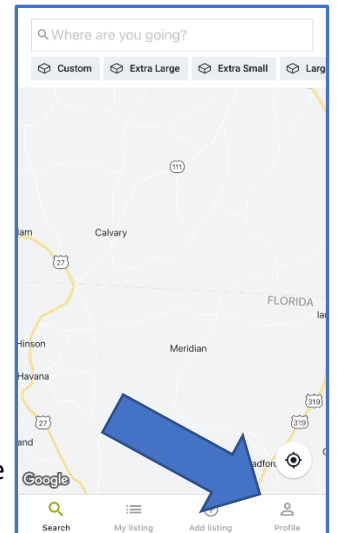 Where are you going?
Custom Extra Large Extra Small Larg
111
lam Calvary
27
FLORIDA
Hinson Meridian
Havana
319
27 319
and
Google
Search My listing Add listing Profile